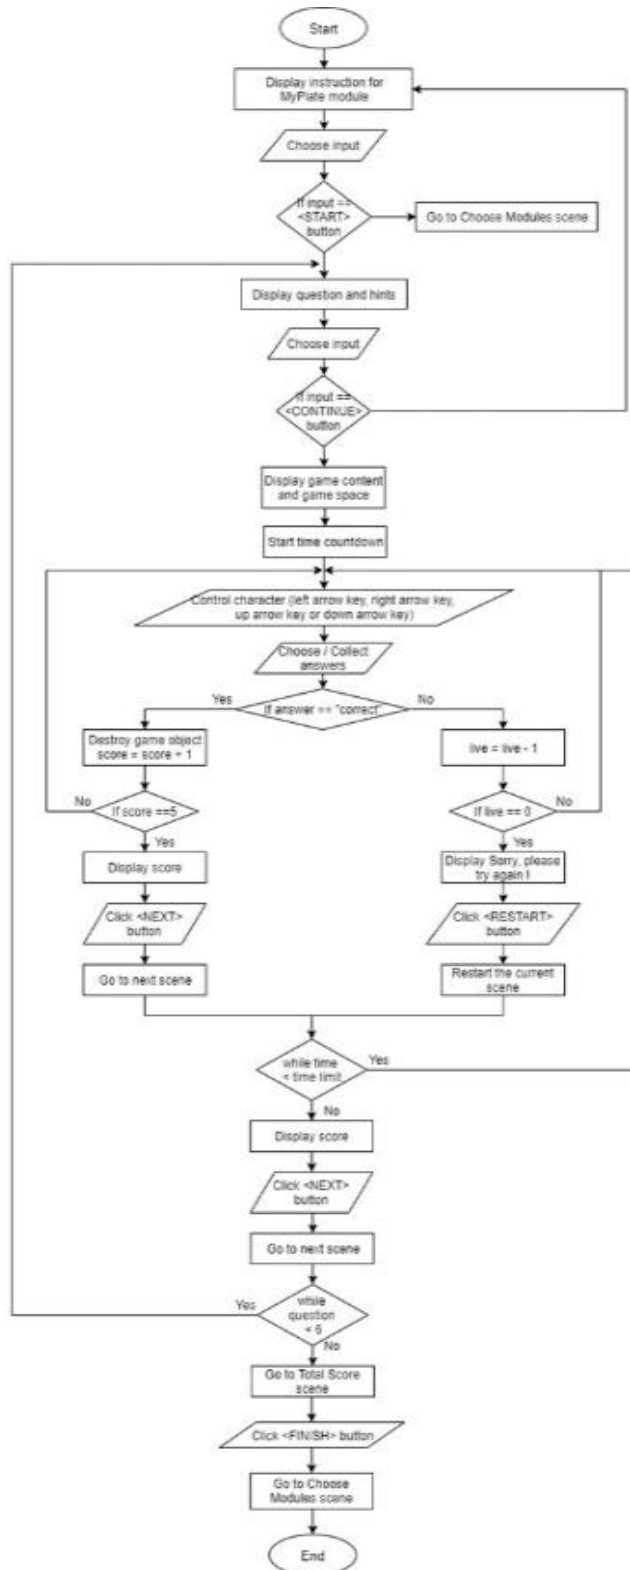 Start
Display instruction for
MyPlate module
Choose input
If input ==
<START>
button
Go to Choose Modules scene
Display question and hints
Choose input
If input ==
<CONTINUE>
button
Display game content
and game space
Start time countdown
Control character (left arrow key, right arrow key,
up arrow key or down arrow key)
Choose / Collect
answers
Yes
If answer == "correct"
No
Destroy game object
score = score + 1
live = live - 1
No
If score ==5
If live == 0
No
Yes
Yes
Display score
Display Sorry, please
try again !
Click <NEXT>
button
Click <RESTART>
button
Go to next scene
Restart the current
scene
while time
< time limit
Yes
No
Display score
Click <NEXT>
button
Go to next scene
Yes
while
question
< 6
No
Go to Total Score
scene
Click <FINISH> button
Go to Choose
Modules scene
End